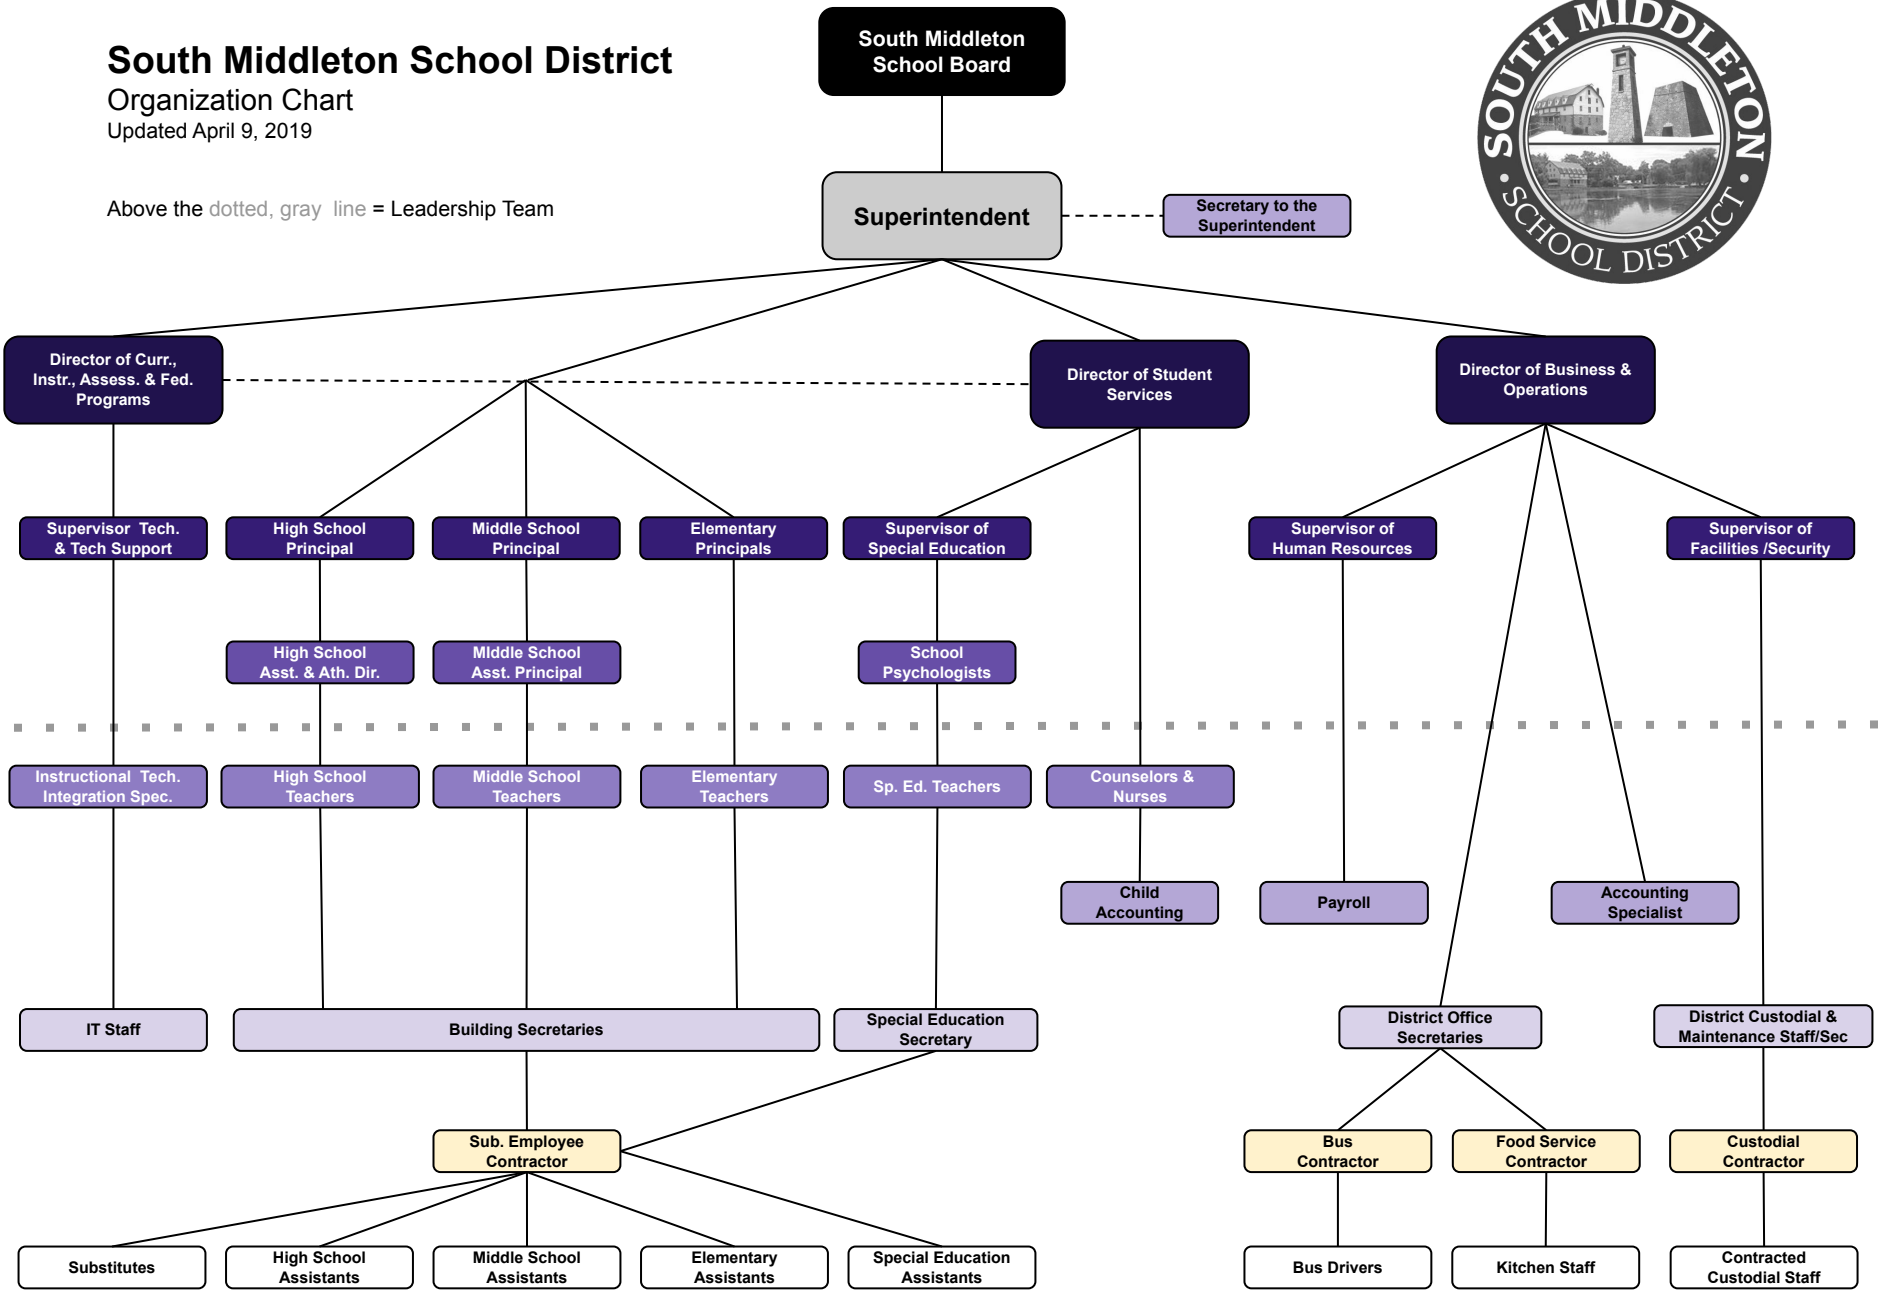 South Middleton School District
Organization Chart
Updated April 9, 2019
Above the dotted, gray line = Leadership Team
South Middleton
School Board
SOUTH MIDDLETON
• SCHOOL DISTRICT •
Superintendent
Secretary to the
Superintendent
Director of Curr.,
Instr., Assess. & Fed.
Programs
Director of Student
Services
Director of Business &
Operations
Supervisor Tech.
& Tech Support
High School
Principal
Middle School
Principal
Elementary
Principals
Supervisor of
Special Education
Supervisor of
Human Resources
Supervisor of
Facilities /Security
High School
Asst. & Ath. Dir.
MIddle School
Asst. Principal
School
Psychologists
Instructional Tech.
Integration Spec.
High School
Teachers
Middle School
Teachers
Elementary
Teachers
Sp. Ed. Teachers
Counselors &
Nurses
Child
Accounting
Payroll
Accounting
Specialist
IT Staff
Building Secretaries
Special Education
Secretary
District Office
Secretaries
District Custodial &
Maintenance Staff/Sec
Sub. Employee
Contractor
Bus
Contractor
Food Service
Contractor
Custodial
Contractor
Substitutes
High School
Assistants
Middle School
Assistants
Elementary
Assistants
Special Education
Assistants
Bus Drivers
Kitchen Staff
Contracted
Custodial Staff